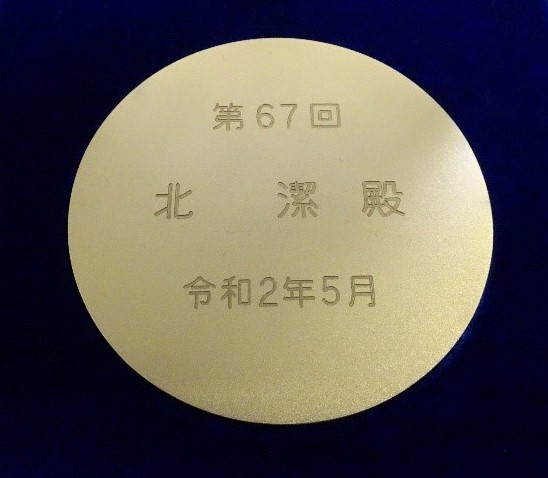 第67回
北 潔 殿
令和2年5月